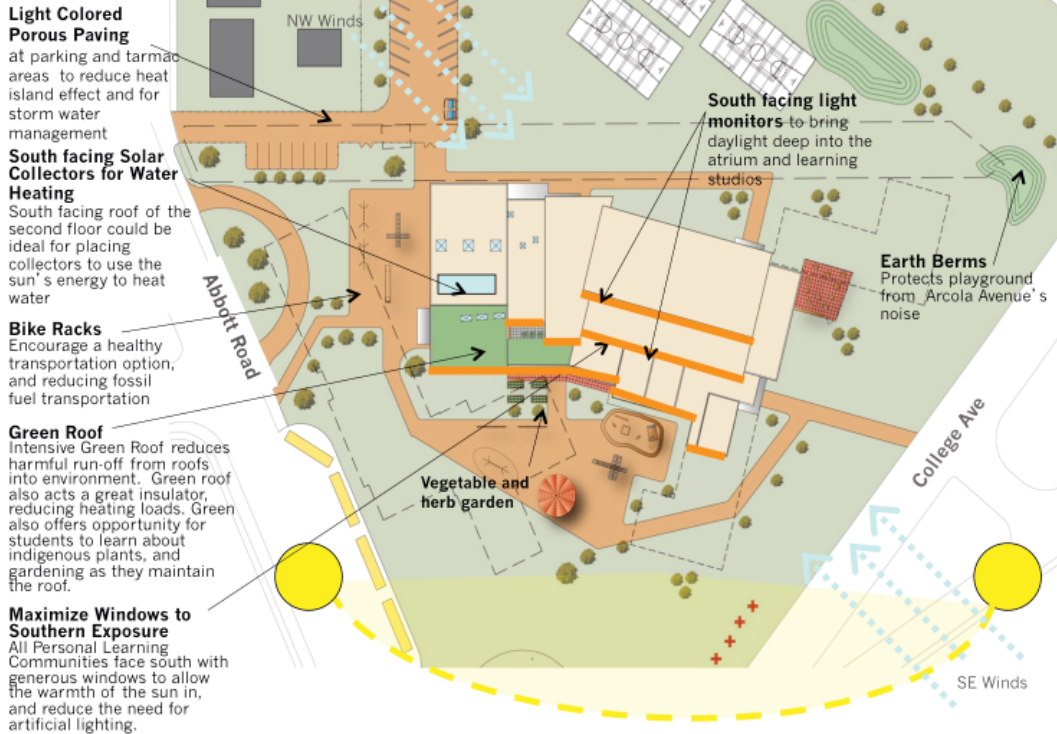 Light Colored
Porous Paving
at parking and tarmac
areas to reduce heat
island effect and for
storm water
management
South facing Solar
Collectors for Water
Heating
South facing roof of the
second floor could be
ideal for placing
collectors to use the
sun's energy to heat
water
Bike Racks
Encourage a healthy
transportation option,
and reducing fossil
fuel transportation
Green Roof
Intensive Green Roof reduces
harmful run-off from roofs
into environment. Green roof
also acts a great insulator,
reducing heating loads. Green
also offers opportunity for
students to learn about
indigenous plants, and
gardening as they maintain
the roof.
Maximize Windows to
Southern Exposure
All Personal Learning
Communities face south with
generous windows to allow
the warmth of the sun in,
and reduce the need for
artificial lighting.
NW Winds
Abbott Road
South facing light
monitors to bring
daylight deep into the
atrium and learning
studios
Earth Berms
Protects playground
from Arcola Avenue's
noise
Vegetable and
herb garden
College Ave
SE Winds